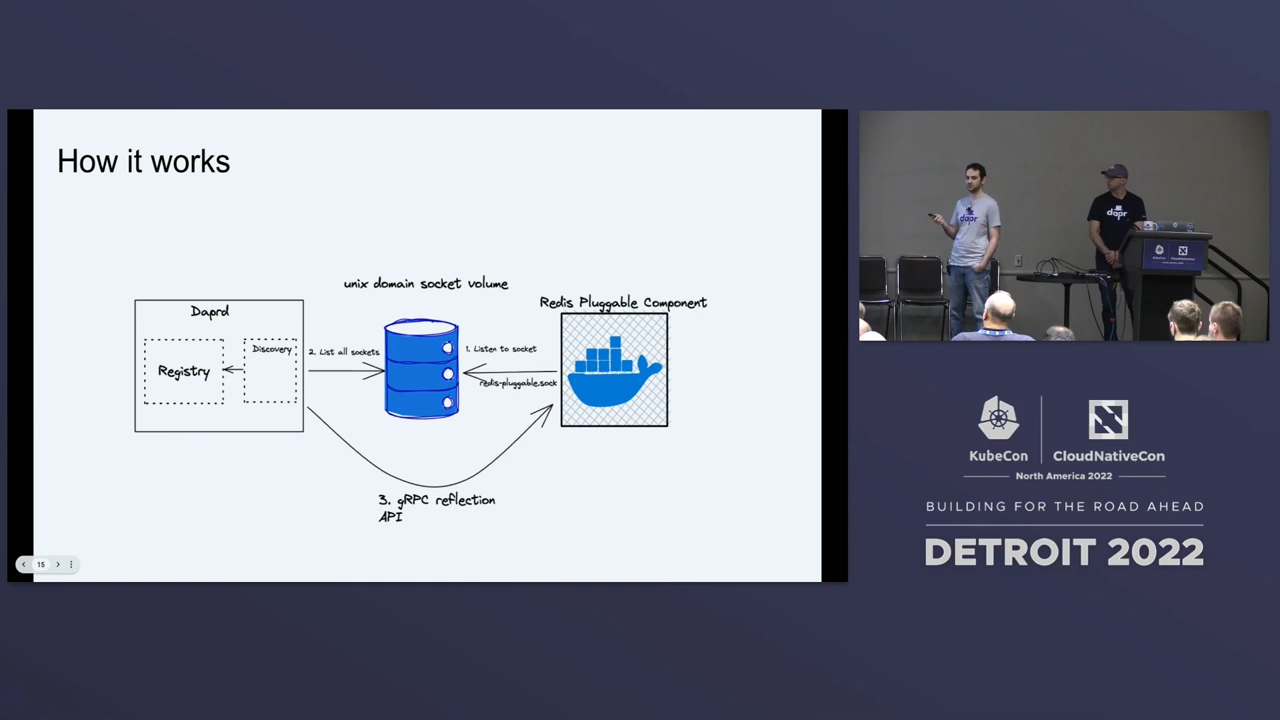 How it works
unix domain socket volume
Redis Pluggable Component
Daprd
Registry
Discovery
2. List all sockets
1. Listen to socket
redis-pluggable.sock
3. gRPC reflection
API
15
dapr
dapr
KubeCon
CloudNativeCon
North America 2022
BUILDING FOR THE ROAD AHEAD
DETROIT 2022